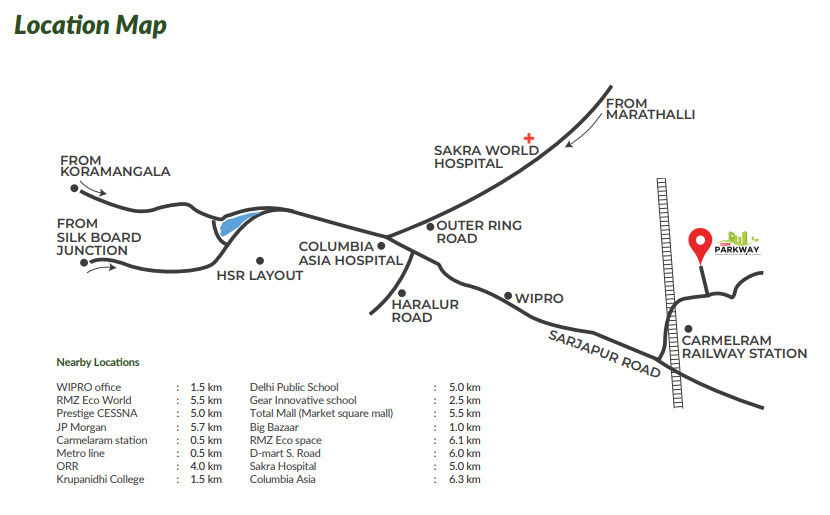 Location Map
FROM
MARATHALLI
SAKRA WORLD
HOSPITAL
FROM
KORAMANGALA
FROM
SILK BOARD
JUNCTION
OUTER RING
ROAD
COLUMBIA
ASIA HOSPITAL
HSR LAYOUT
PARKWAY
HARALUR
ROAD
WIPRO
SARJAPUR ROAD
CARMELRAM
RAILWAY STATION
Nearby Locations
WIPRO office : 1.5 km Delhi Public School : 5.0 km
RMZ Eco World : 5.5 km Gear Innovative school : 2.5 km
Prestige CESSNA : 5.0 km Total Mall (Market square mall) : 5.5 km
JP Morgan : 5.7 km Big Bazaar : 1.0 km
Carmelaram station : 0.5 km RMZ Eco space : 6.1 km
Metro line : 0.5 km D-mart S. Road : 6.0 km
ORR : 4.0 km Sakra Hospital : 5.0 km
Krupanidhi College : 1.5 km Columbia Asia : 6.3 km